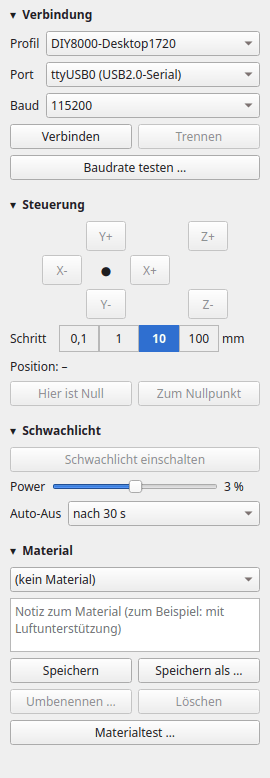 ▼ Verbindung
Profil DIY8000-Desktop1720
Port ttyUSB0 (USB2.0-Serial)
Baud 115200
Verbinden Trennen
Baudrate testen ...
▼ Steuerung
Y+ Z+
X- ● X+
Y- Z-
Schritt 0,1 1 10 100 mm
Position: –
Hier ist Null Zum Nullpunkt
▼ Schwachlicht
Schwachlicht einschalten
Power 3 %
Auto-Aus nach 30 s
▼ Material
(kein Material)
Notiz zum Material (zum Beispiel: mit
Luftunterstützung)
Speichern Speichern als ...
Umbenennen ... Löschen
Materialtest ...